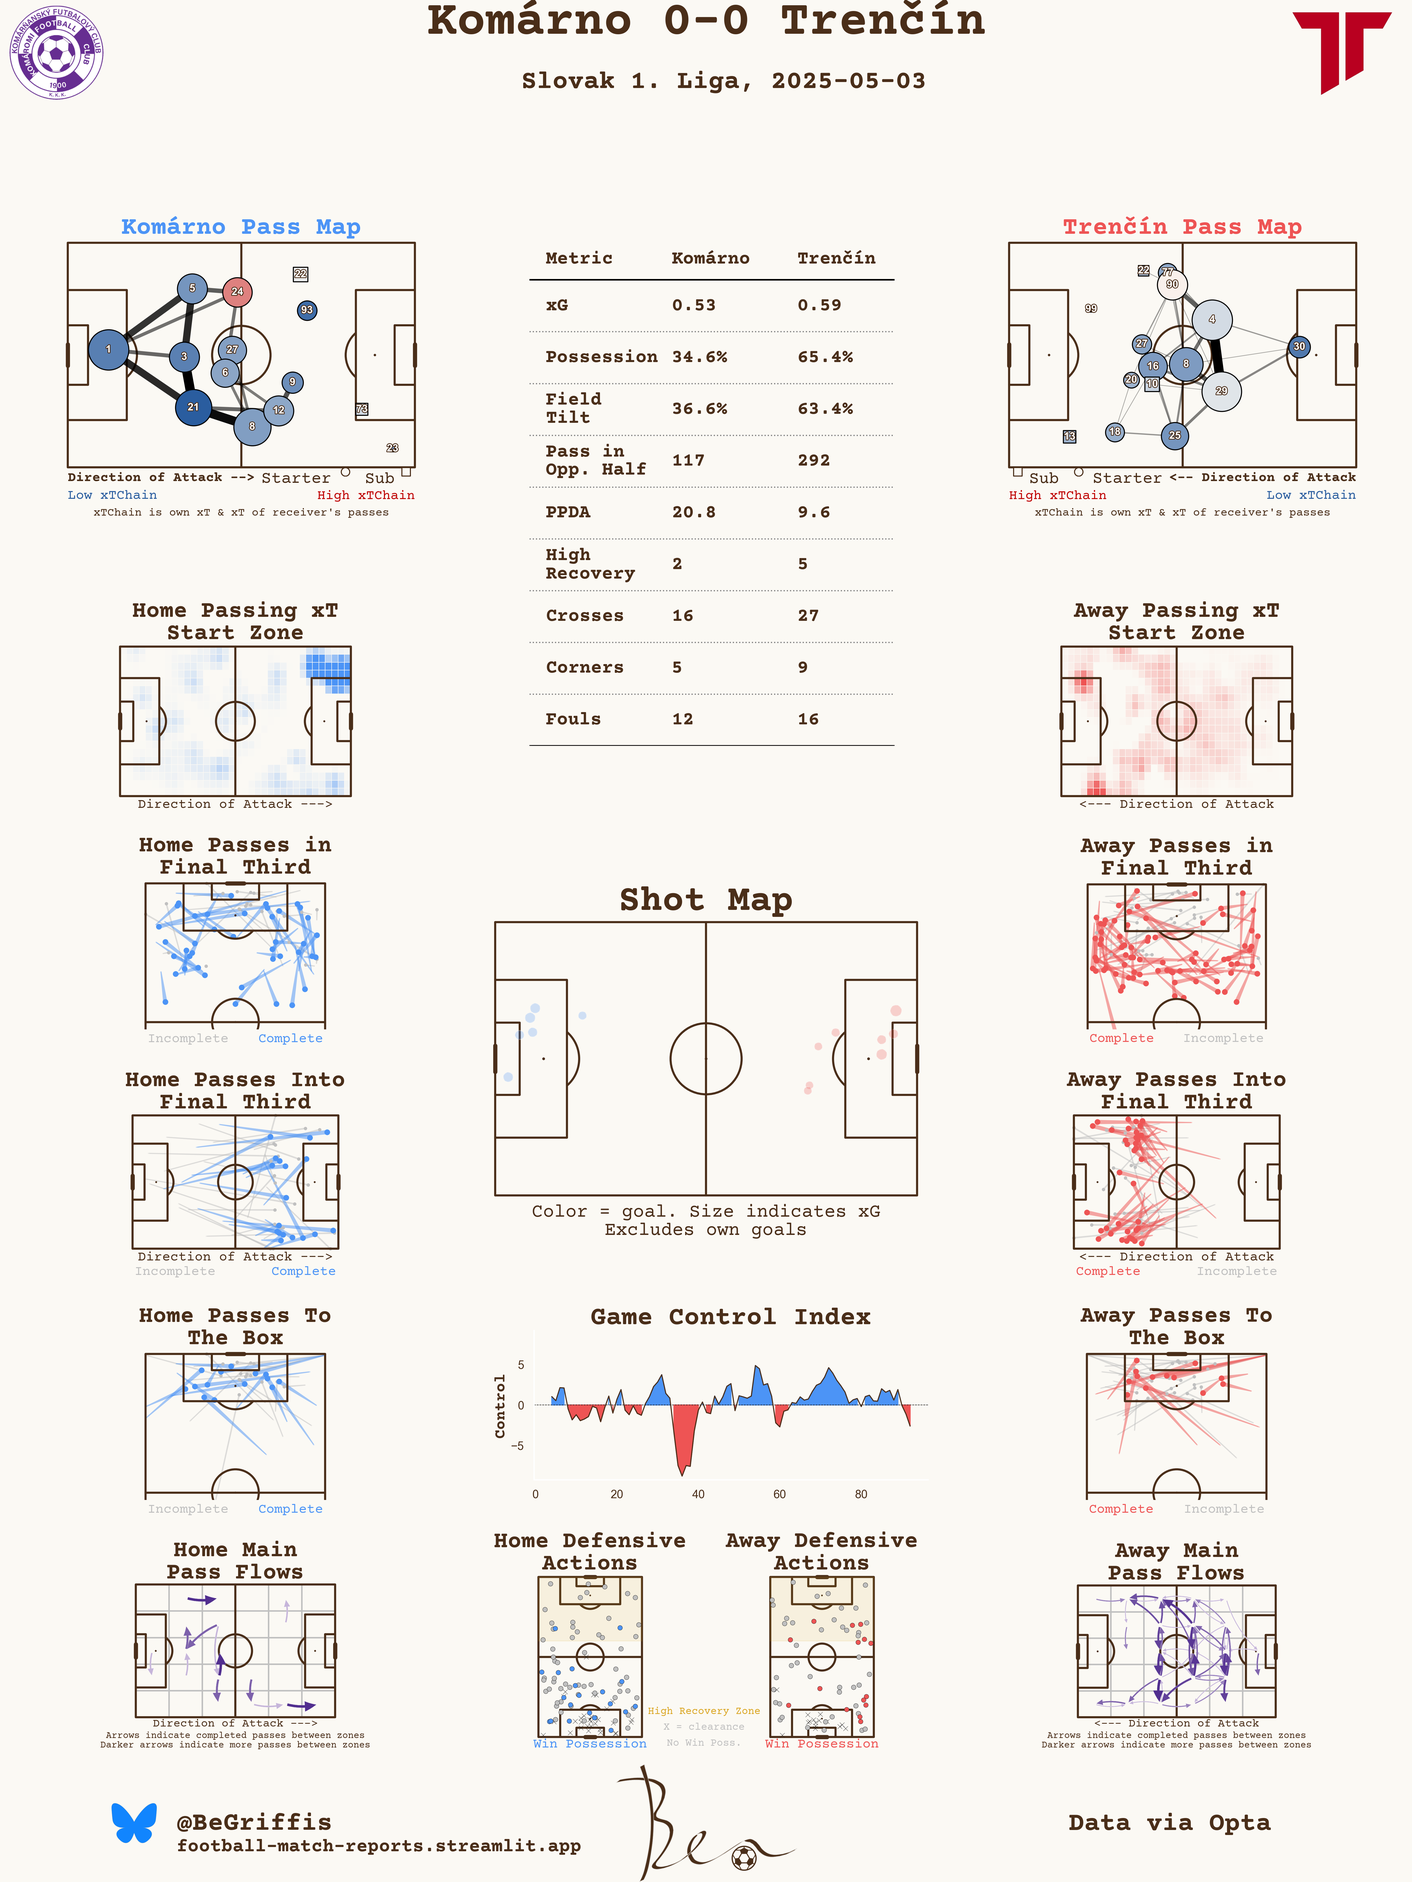 Komárno 0-0 Trenčín
Slovak 1. Liga, 2025-05-03
KOMÁRŇANSKÝ FUTBALOVÝ CLUB
KOMÁROMI FOOTBALL CLUB
1900
K.K.K.
Komárno Pass Map
5
24
22
93
1
3
27
6
9
21
12
8
73
23
Direction of Attack --> Starter Sub
Low xTChain High xTChain
xTChain is own xT & xT of receiver's passes
Metric Komárno Trenčín
xG 0.53 0.59
Possession 34.6% 65.4%
Field
Tilt 36.6% 63.4%
Pass in
Opp. Half 117 292
PPDA 20.8 9.6
High
Recovery 2 5
Crosses 16 27
Corners 5 9
Fouls 12 16
Trenčín Pass Map
22
77
90
99
4
27
30
16
8
20
10
29
18
13
25
Sub Starter <-- Direction of Attack
High xTChain Low xTChain
xTChain is own xT & xT of receiver's passes
Home Passing xT
Start Zone
Direction of Attack --->
Away Passing xT
Start Zone
<--- Direction of Attack
Home Passes in
Final Third
Incomplete Complete
Away Passes in
Final Third
Complete Incomplete
Shot Map
Color = goal. Size indicates xG
Excludes own goals
Home Passes Into
Final Third
Direction of Attack --->
Incomplete Complete
Away Passes Into
Final Third
<--- Direction of Attack
Complete Incomplete
Home Passes To
The Box
Incomplete Complete
Game Control Index
Control
5
0
−5
0 20 40 60 80
Away Passes To
The Box
Complete Incomplete
Home Main
Pass Flows
Direction of Attack --->
Arrows indicate completed passes between zones
Darker arrows indicate more passes between zones
Home Defensive
Actions
Win Possession
Away Defensive
Actions
Win Possession
High Recovery Zone
X = clearance
No Win Poss.
Away Main
Pass Flows
<--- Direction of Attack
Arrows indicate completed passes between zones
Darker arrows indicate more passes between zones
@BeGriffis
football-match-reports.streamlit.app
Ben
Data via Opta